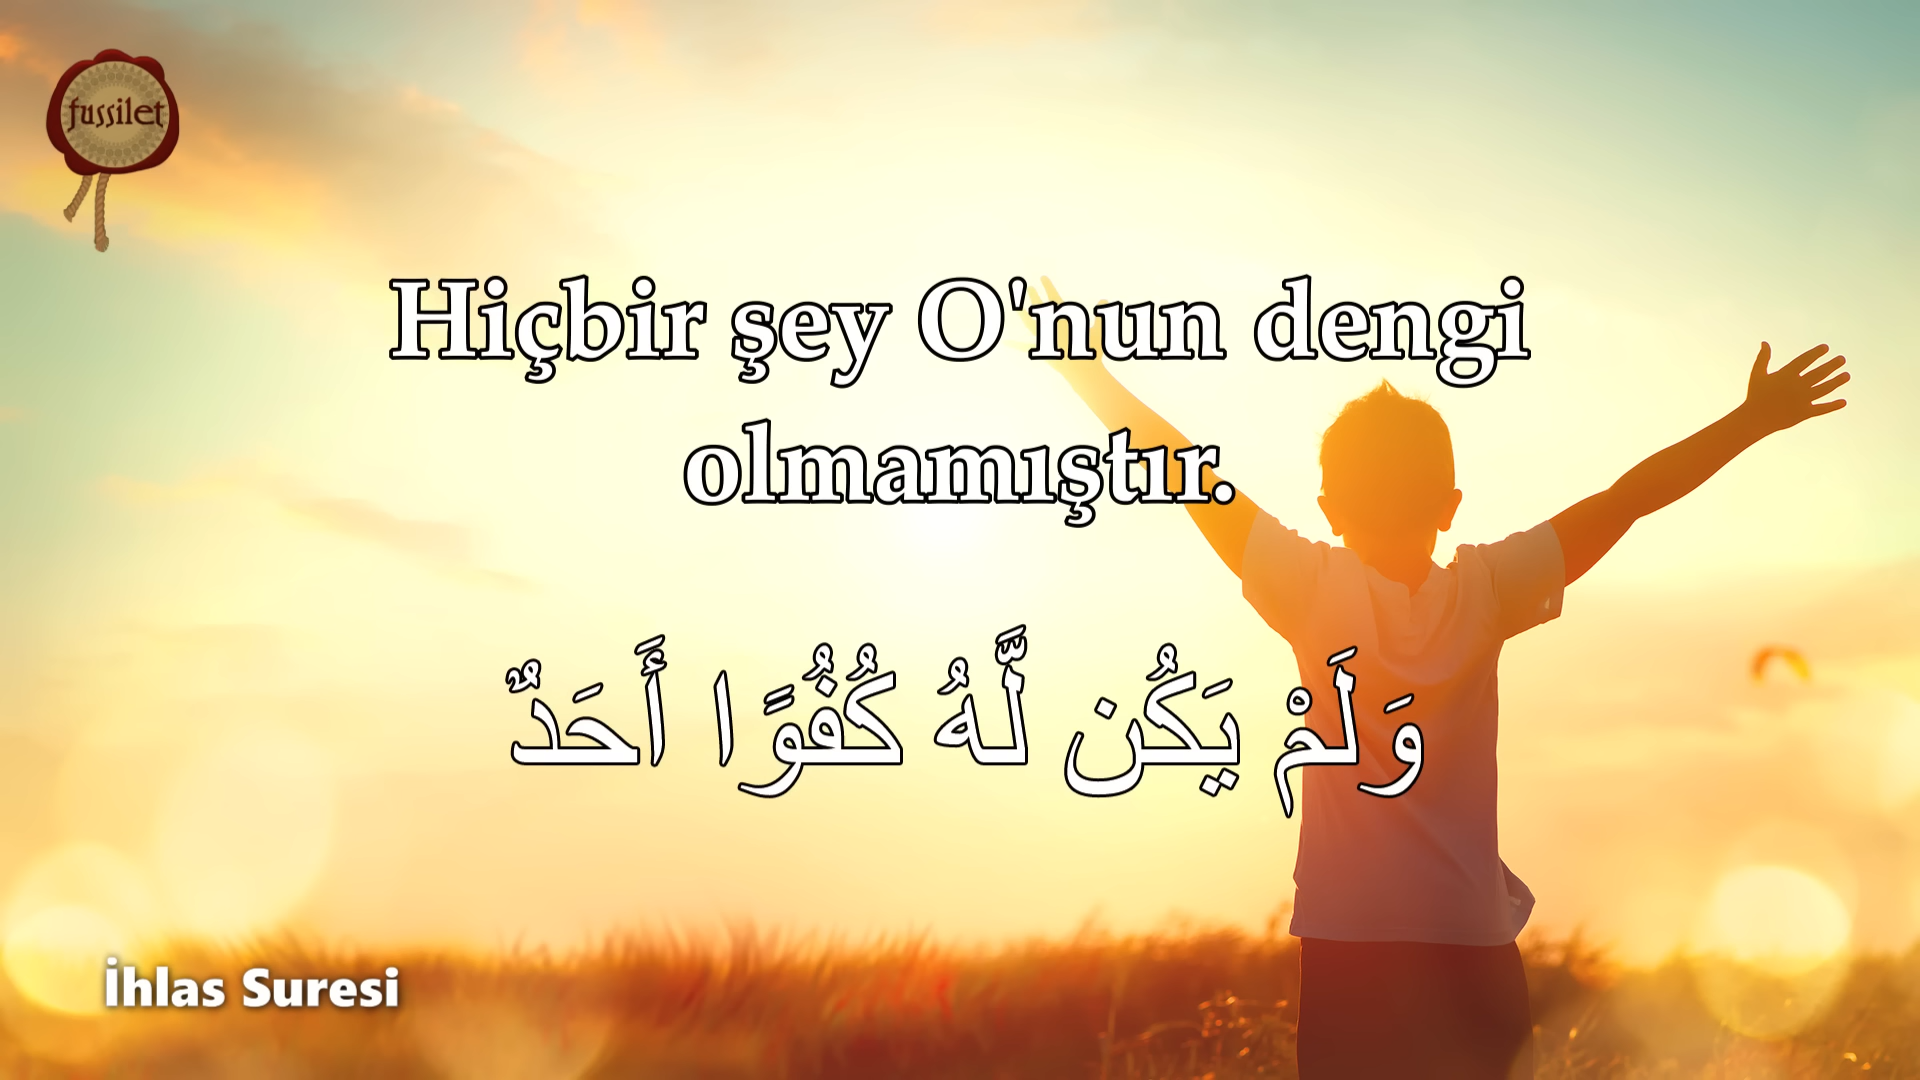 fussilet
Hiçbir şey O'nun dengi
olmamıştır.
وَلَمْ يَكُن لَّهُ كُفُوًا أَحَدٌ
İhlas Suresi